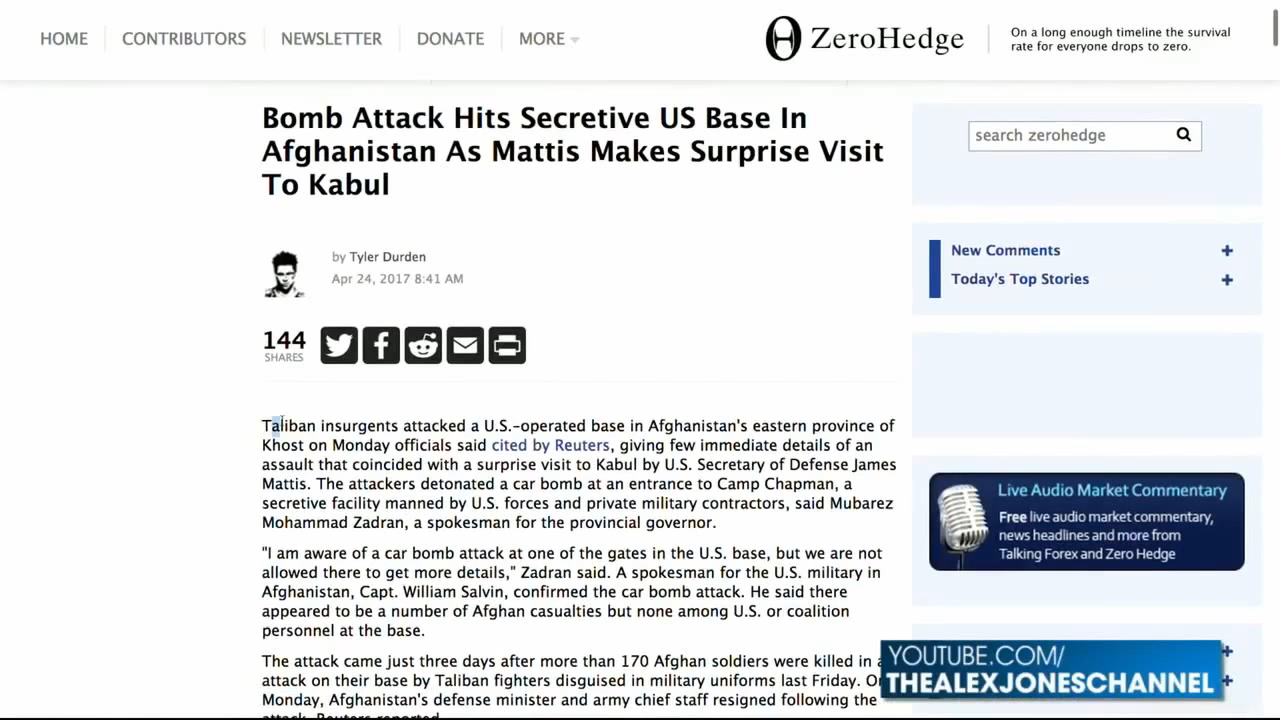 HOME CONTRIBUTORS NEWSLETTER DONATE MORE
ZeroHedge
On a long enough timeline the survival
rate for everyone drops to zero.
Bomb Attack Hits Secretive US Base In
Afghanistan As Mattis Makes Surprise Visit
To Kabul
by Tyler Durden
Apr 24, 2017 8:41 AM
144
SHARES
Taliban insurgents attacked a U.S.-operated base in Afghanistan's eastern province of
Khost on Monday officials said cited by Reuters, giving few immediate details of an
assault that coincided with a surprise visit to Kabul by U.S. Secretary of Defense James
Mattis. The attackers detonated a car bomb at an entrance to Camp Chapman, a
secretive facility manned by U.S. forces and private military contractors, said Mubarez
Mohammad Zadran, a spokesman for the provincial governor.
"I am aware of a car bomb attack at one of the gates in the U.S. base, but we are not
allowed there to get more details," Zadran said. A spokesman for the U.S. military in
Afghanistan, Capt. William Salvin, confirmed the car bomb attack. He said there
appeared to be a number of Afghan casualties but none among U.S. or coalition
personnel at the base.
The attack came just three days after more than 170 Afghan soldiers were killed in
attack on their base by Taliban fighters disguised in military uniforms last Friday.
Monday, Afghanistan's defense minister and army chief staff resigned following the
attack, Reuters reported.
search zerohedge
New Comments
Today's Top Stories
Live Audio Market Commentary
Free live audio market commentary,
news headlines and more from
Talking Forex and Zero Hedge
YOUTUBE.COM/
THEALEXJONESCHANNEL